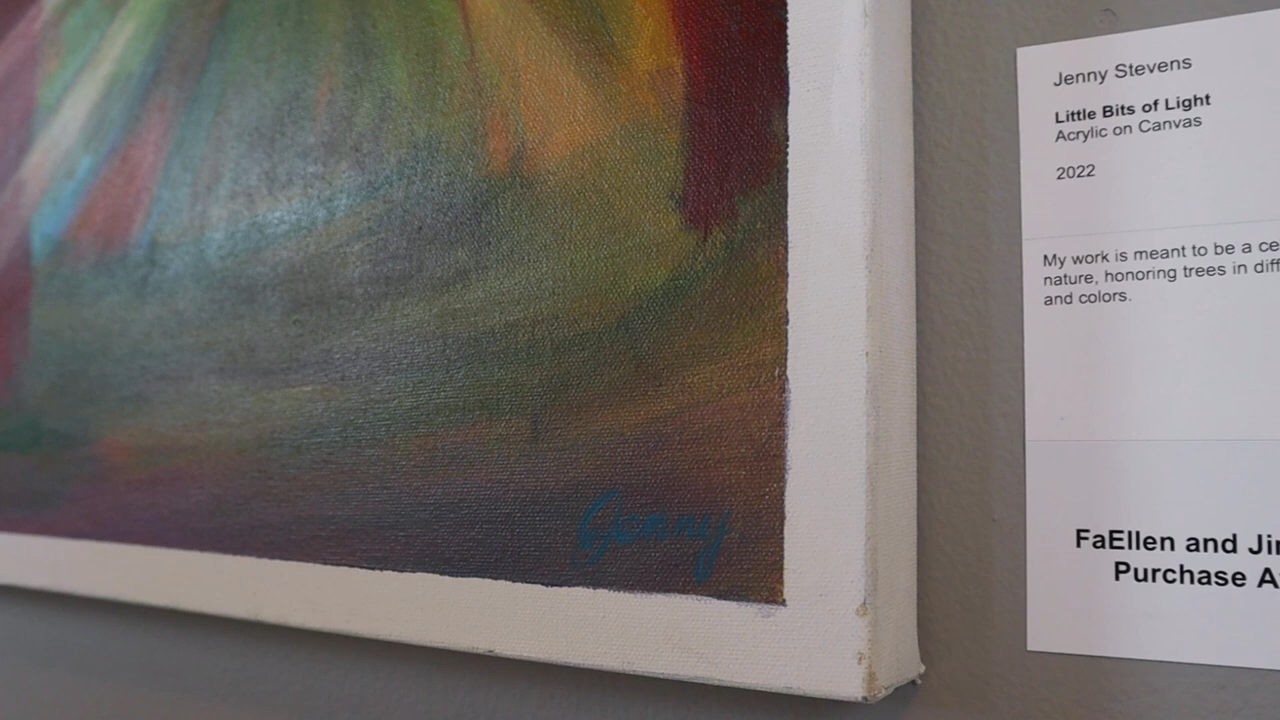 Jenny Stevens
Little Bits of Light
Acrylic on Canvas
2022
My work is meant to be a ce
nature, honoring trees in diff
and colors.
FaEllen and Ji
Purchase A
Jenny